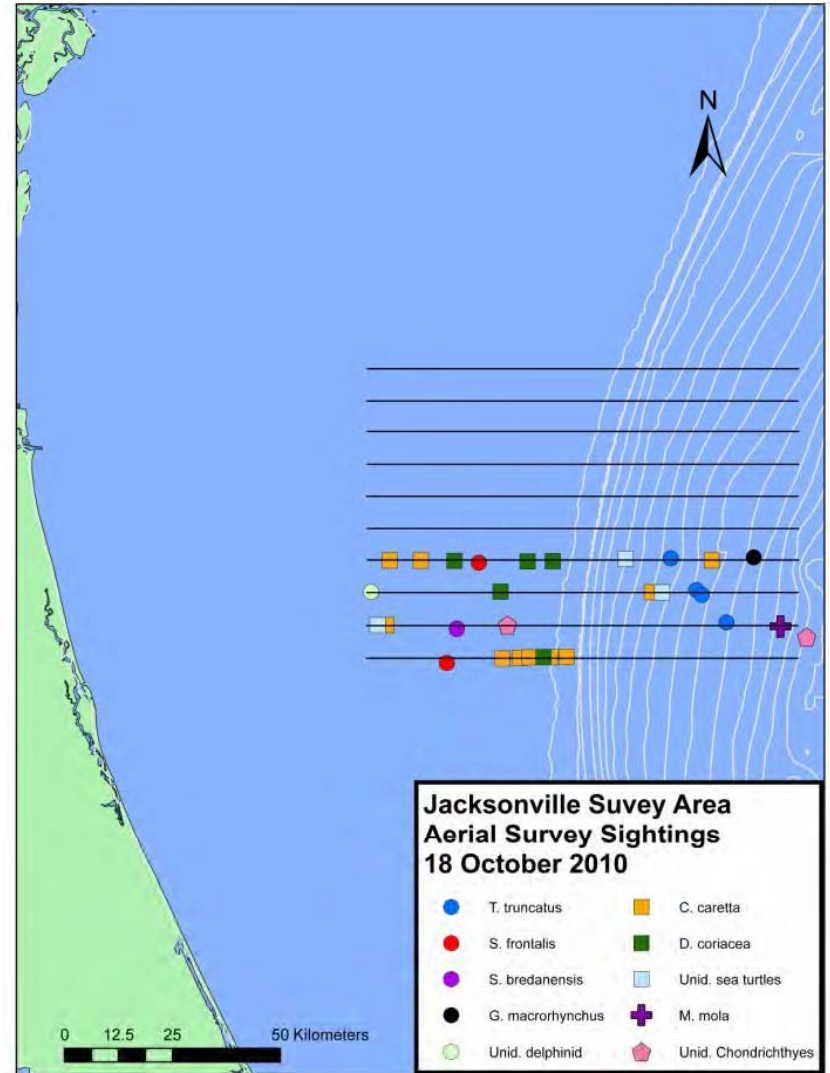 N
Jacksonville Suvey Area
Aerial Survey Sightings
18 October 2010
T. truncatus
C. caretta
S. frontalis
D. coriacea
S. bredanensis
Unid. sea turtles
G. macrorhynchus
M. mola
Unid. delphinid
Unid. Chondricthyes
0 12.5 25 50 Kilometers